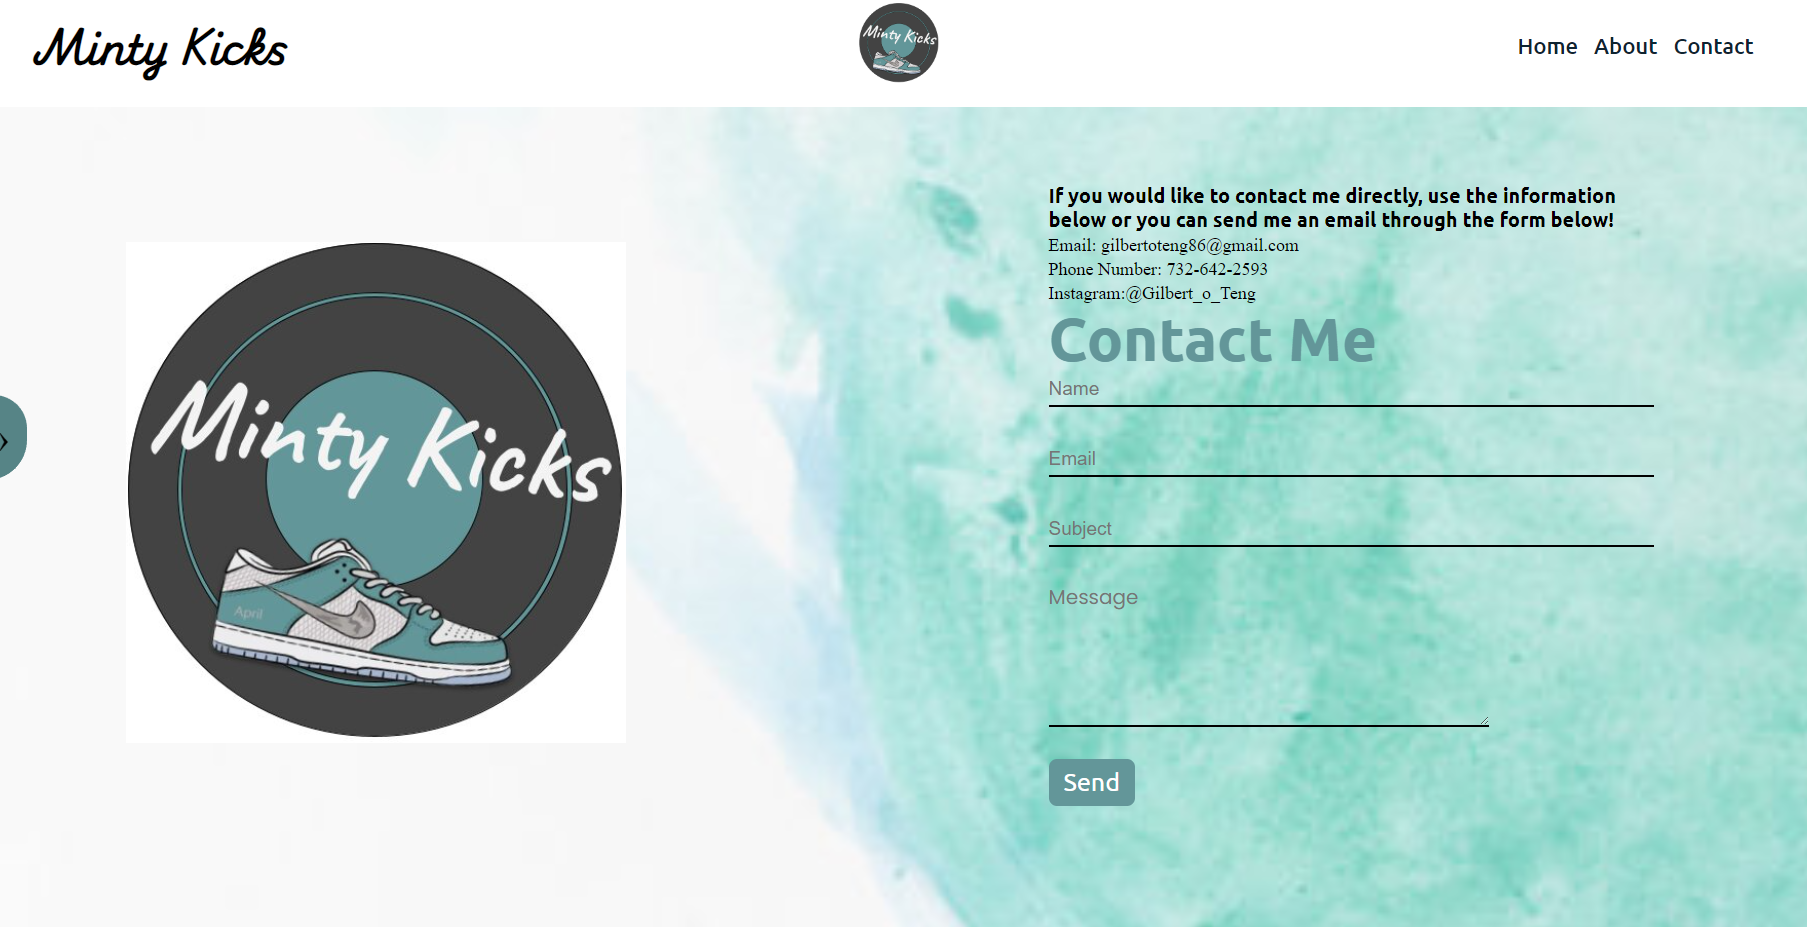 Minty Kicks
Minty Kicks
Home About Contact
If you would like to contact me directly, use the information
below or you can send me an email through the form below!
Email: gilbertoteng86@gmail.com
Phone Number: 732-642-2593
Instagram:@Gilbert_o_Teng
Contact Me
Name
Email
Subject
Message
Send
Minty Kicks
April